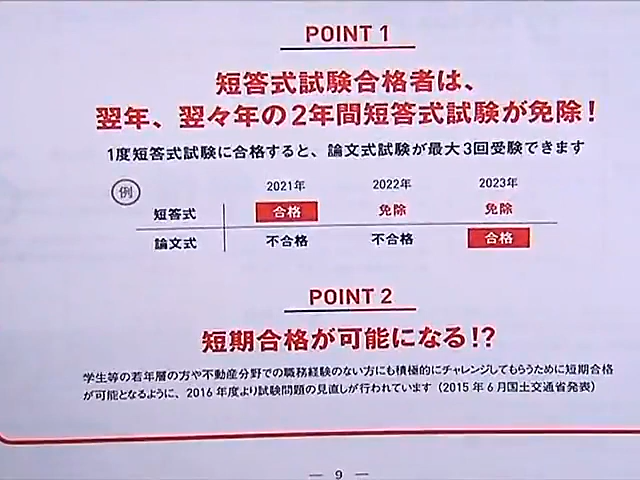 POINT 1
短答式試験合格者は、
翌年、翌々年の2年間短答式試験が免除！
1度短答式試験に合格すると、論文式試験が最大3回受験できます
例
2021年 2022年 2023年
短答式 合格 免除 免除
論文式 不合格 不合格 合格
POINT 2
短期合格が可能になる!?
学生等の若年層の方や不動産分野での職務経験のない方にも積極的にチャレンジしてもらうために短期合格
が可能となるように、2016年度より試験問題の見直しが行われています（2015年6月国土交通省発表）
— 9 —